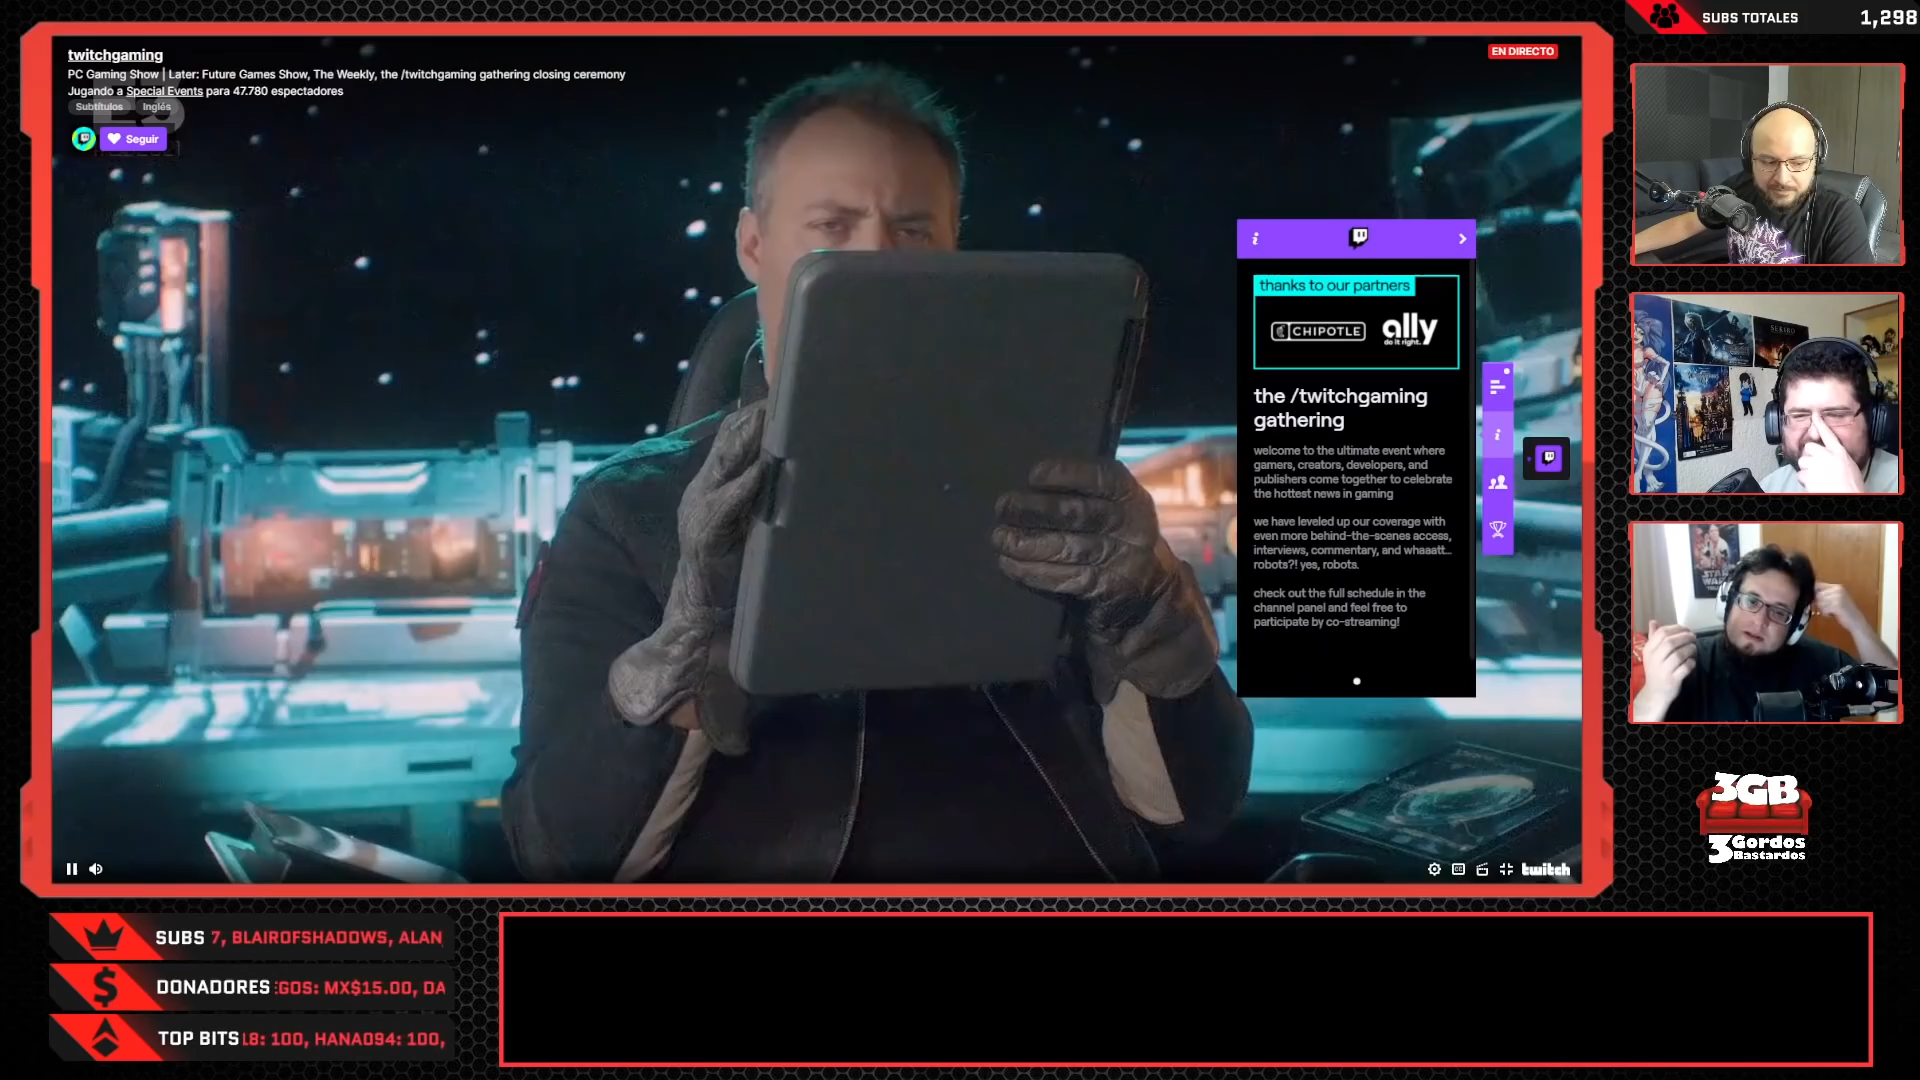 twitchgaming
PC Gaming Show | Later: Future Games Show, The Weekly, the /twitchgaming gathering closing ceremony
Jugando a Special Events para 47.780 espectadores
Subtítulos Inglés
Seguir
EN DIRECTO
thanks to our partners
CHIPOTLE
ally
do it right.
the /twitchgaming
gathering
welcome to the ultimate event where
gamers, creators, developers, and
publishers come together to celebrate
the hottest news in gaming
we have leveled up our coverage with
even more behind-the-scenes access,
interviews, commentary, and whaaatt...
robots?! yes, robots.
check out the full schedule in the
channel panel and feel free to
participate by co-streaming!
twitch
SUBS TOTALES 1,298
SEKIRO
STAR
WARS
3GB
3Gordos
Bastardos
SUBS 7, BLAIROFSHADOWS, ALAN
DONADORES :GOS: MX$15.00, DA
TOP BITS L8: 100, HANA094: 100,